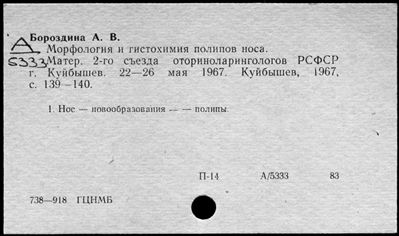 Бороздина А. В.
А
Морфология и гистохимия полипов носа.
5333 Матер. 2-го съезда оториноларингологов РСФСР
г. Куйбышев. 22—26 мая 1967. Куйбышев, 1967,
с. 139—140.
1. Нос — новообразования — — полипы.
П-14 А/5333 83
738—918 ГЦНМБ